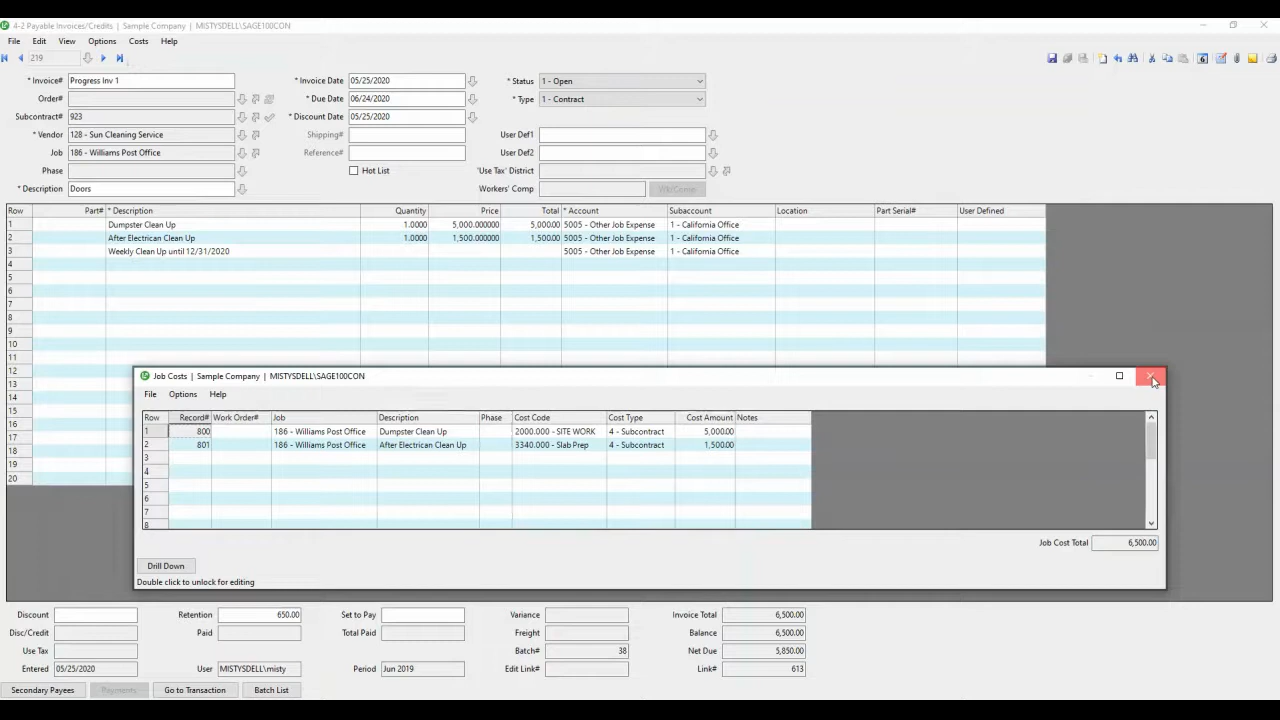 4-2 Payable Invoices/Credits | Sample Company | MISTYSDELL\SAGE100CON
File Edit View Options Costs Help
219
* Invoice# Progress Inv 1 * Invoice Date 05/25/2020 * Status 1 - Open
Order# * Due Date 06/24/2020 * Type 1 - Contract
Subcontract# 923 * Discount Date 05/25/2020
* Vendor 128 - Sun Cleaning Service Shipping# User Def1
Job 186 - Williams Post Office Reference# User Def2
Phase Hot List 'Use Tax' District
* Description Doors Workers' Comp Wk/Comp
Row Part# * Description Quantity Price Total * Account Subaccount Location Part Serial# User Defined
1 Dumpster Clean Up 1.0000 5,000.000000 5,000.00 5005 - Other Job Expense 1 - California Office
2 After Electrican Clean Up 1.0000 1,500.000000 1,500.00 5005 - Other Job Expense 1 - California Office
3 Weekly Clean Up until 12/31/2020 5005 - Other Job Expense 1 - California Office
4
5
6
7
8
9
10
11
12
13
14
15
16
17
18
19
20
Job Costs | Sample Company | MISTYSDELL\SAGE100CON
File Options Help
Row Record# Work Order# Job Description Phase Cost Code Cost Type Cost Amount Notes
1 800 186 - Williams Post Office Dumpster Clean Up 2000.000 - SITE WORK 4 - Subcontract 5,000.00
2 801 186 - Williams Post Office After Electrican Clean Up 3340.000 - Slab Prep 4 - Subcontract 1,500.00
3
4
5
6
7
8
Job Cost Total 6,500.00
Drill Down
Double click to unlock for editing
Discount Retention 650.00 Set to Pay Variance Invoice Total 6,500.00
Disc/Credit Paid Total Paid Freight Balance 6,500.00
Use Tax Batch# 38 Net Due 5,850.00
Entered 05/25/2020 User MISTYSDELL\misty Period Jun 2019 Edit Link# Link# 613
Secondary Payees Payments Go to Transaction Batch List